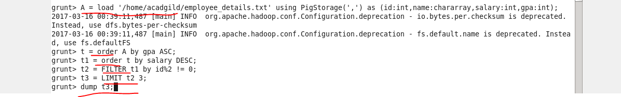 grunt> A = load '/home/acadgild/employee_details.txt' using PigStorage(',') as (id:int,name:chararray,salary:int,gpa:int);
2017-03-16 00:39:11,487 [main] INFO  org.apache.hadoop.conf.Configuration.deprecation - io.bytes.per.checksum is deprecated.
Instead, use dfs.bytes-per-checksum
2017-03-16 00:39:11,487 [main] INFO  org.apache.hadoop.conf.Configuration.deprecation - fs.default.name is deprecated. Instea
d, use fs.defaultFS
grunt> t = order A by gpa ASC;
grunt> t1 = order t by salary DESC;
grunt> t2 = FILTER t1 by id%2 != 0;
grunt> t3 = LIMIT t2 3;
grunt> dump t3;